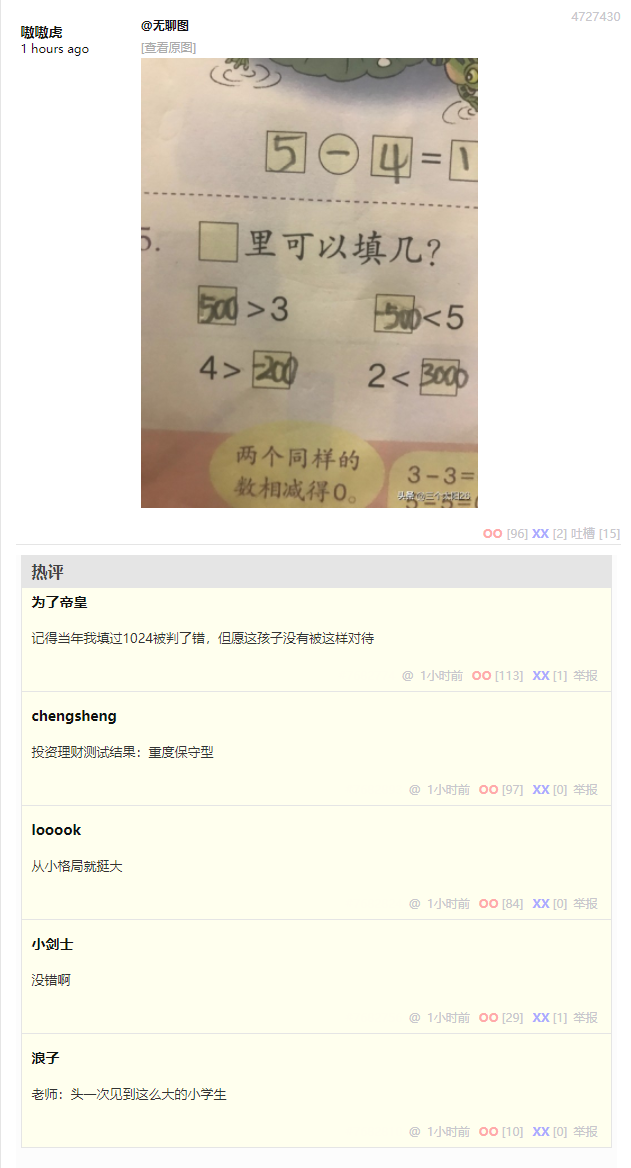 4727430
嗷嗷虎
1 hours ago
@无聊图
[查看原图]
5 - 4 = 1
5. 里可以填几？
500 > 3 -500 < 5
4 > -200 2 < 3000
两个同样的
数相减得0。
3-3=
5-5=
OO [96] XX [2] 吐槽 [15]
热评
为了帝皇
记得当年我填过1024被判了错，但愿这孩子没有被这样对待
@ 1小时前 OO [113] XX [1] 举报
chengsheng
投资理财测试结果：重度保守型
@ 1小时前 OO [97] XX [0] 举报
looook
从小格局就挺大
@ 1小时前 OO [84] XX [0] 举报
小剑士
没错啊
@ 1小时前 OO [29] XX [1] 举报
浪子
老师：头一次见到这么大的小学生
@ 1小时前 OO [10] XX [0] 举报